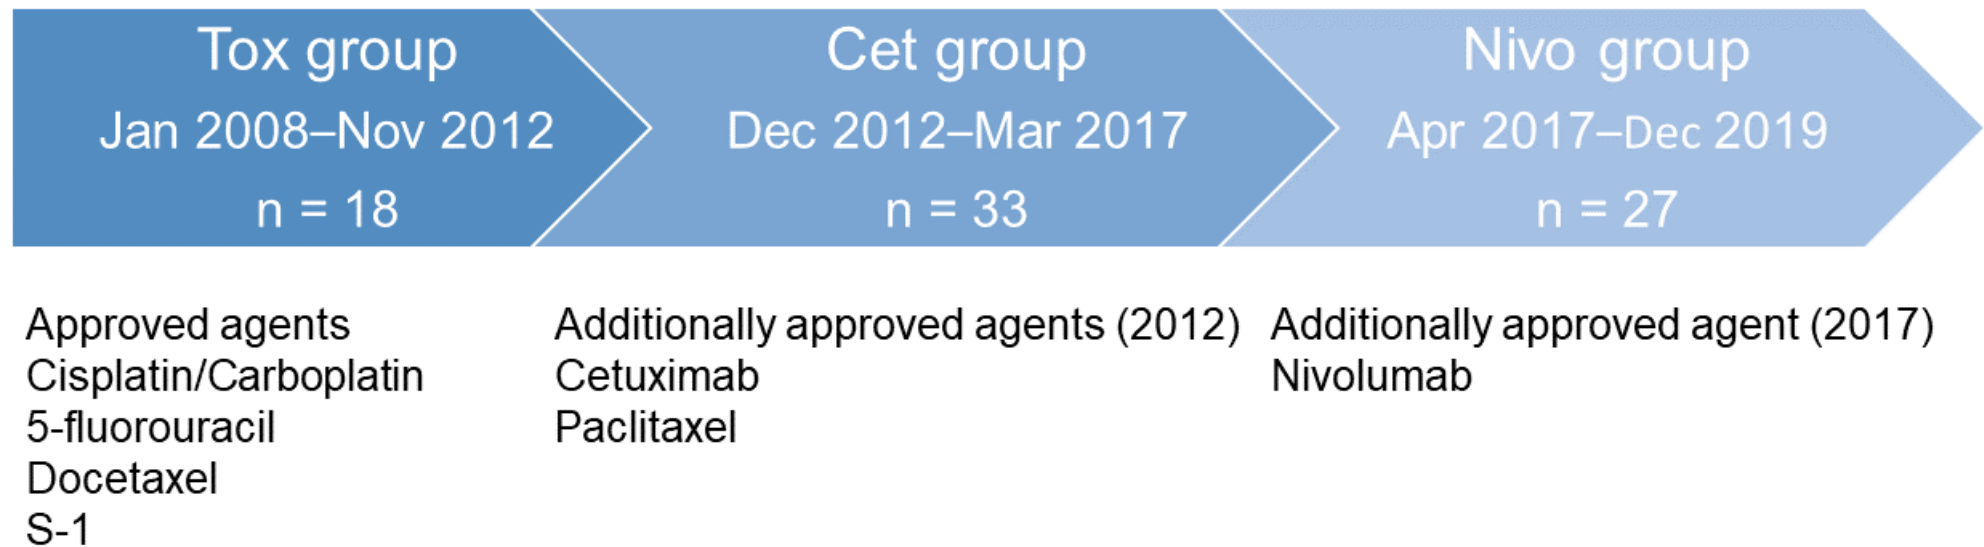 Tox group
Jan 2008–Nov 2012
n = 18
Cet group
Dec 2012–Mar 2017
n = 33
Nivo group
Apr 2017–Dec 2019
n = 27
Approved agents
Cisplatin/Carboplatin
5-fluorouracil
Docetaxel
S-1
Additionally approved agents (2012)
Cetuximab
Paclitaxel
Additionally approved agent (2017)
Nivolumab